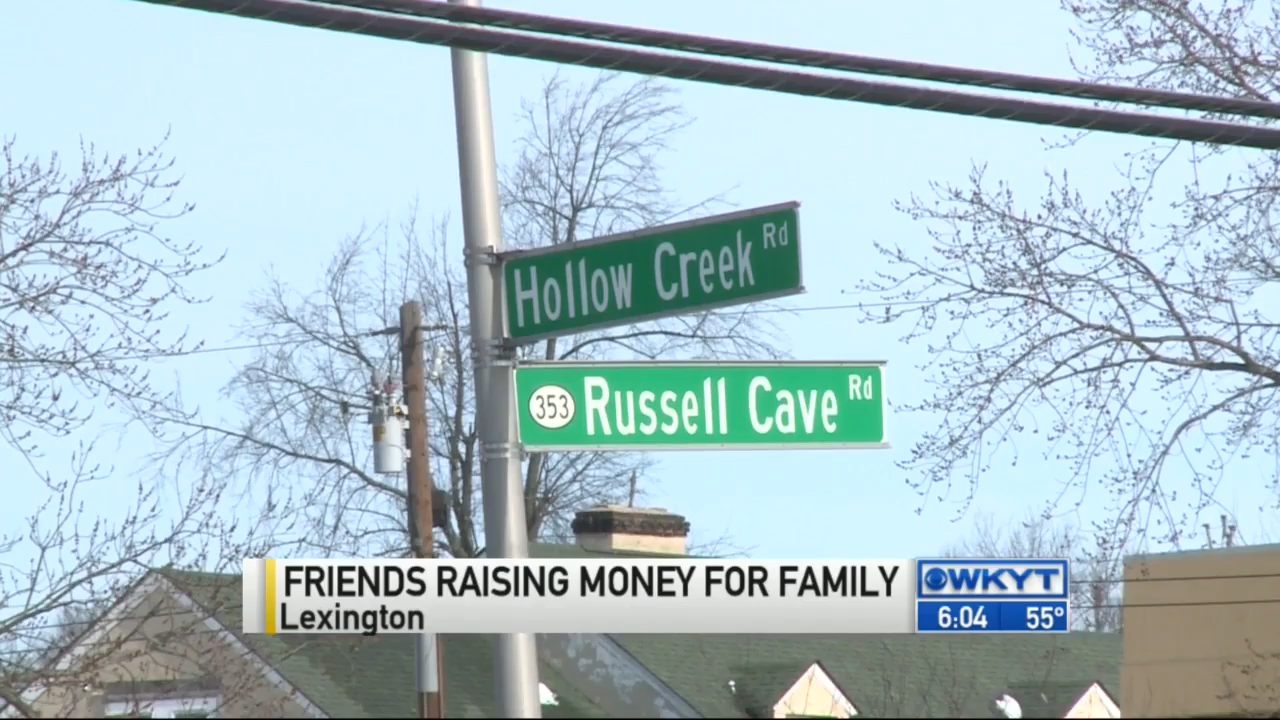 Hollow Creek Rd
353 Russell Cave Rd
FRIENDS RAISING MONEY FOR FAMILY
Lexington
WKYT
6:04 55°